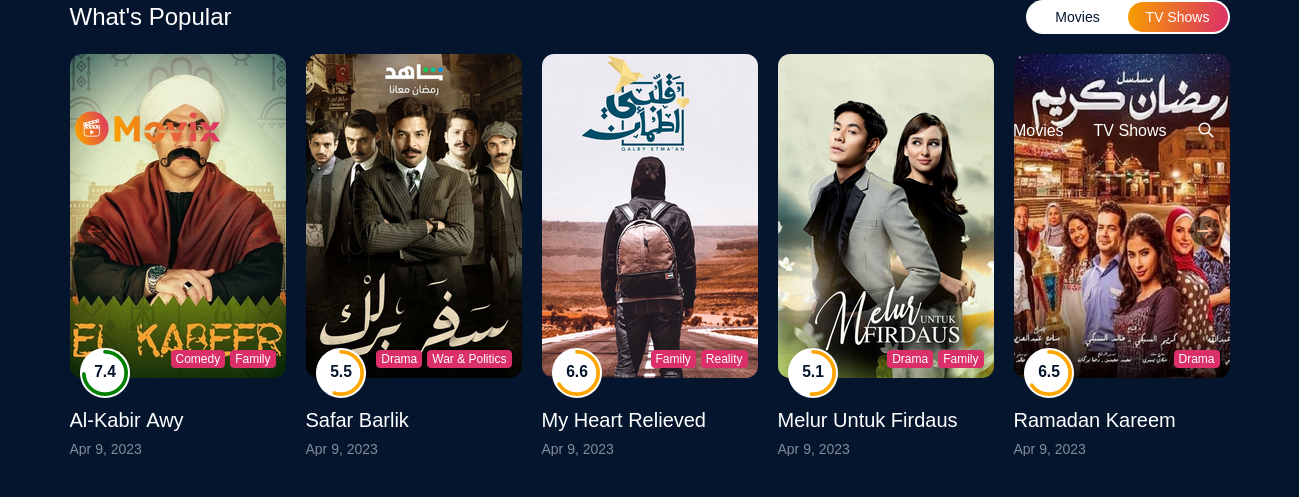 What's Popular
Movies
TV Shows
Movix
EL KABEER
7.4
Comedy
Family
Al-Kabir Awy
Apr 9, 2023
شاهد
رمضان معانا
سفر برلك
5.5
Drama
War & Politics
Safar Barlik
Apr 9, 2023
قلبي
اطمأن
QALBY ETMA'AN
6.6
Family
Reality
My Heart Relieved
Apr 9, 2023
Melur UNTUK
FIRDAUS
5.1
Drama
Family
Melur Untuk Firdaus
Apr 9, 2023
مسلسل
رمضان كريم
Movies
TV Shows
6.5
Drama
Ramadan Kareem
Apr 9, 2023